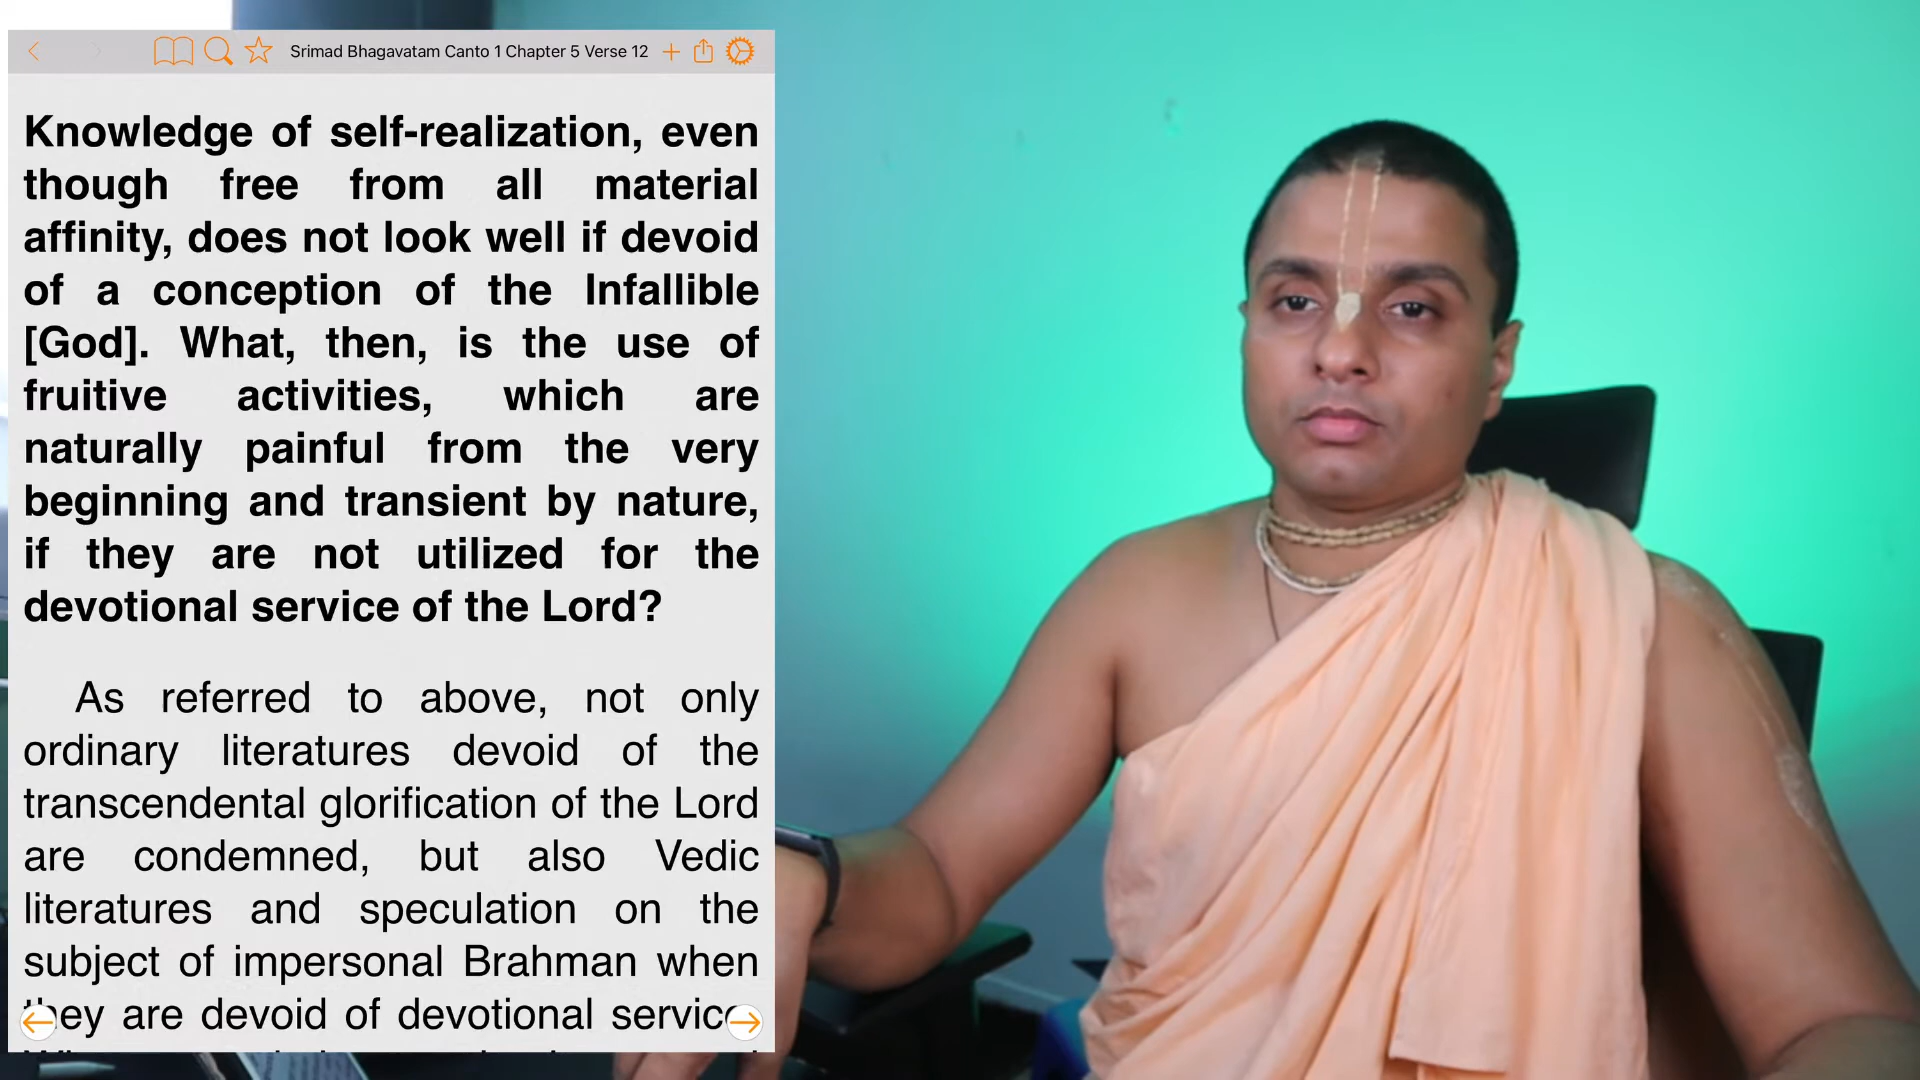 Srimad Bhagavatam Canto 1 Chapter 5 Verse 12
Knowledge of self-realization, even
though free from all material
affinity, does not look well if devoid
of a conception of the Infallible
[God]. What, then, is the use of
fruitive activities, which are
naturally painful from the very
beginning and transient by nature,
if they are not utilized for the
devotional service of the Lord?
As referred to above, not only
ordinary literatures devoid of the
transcendental glorification of the Lord
are condemned, but also Vedic
literatures and speculation on the
subject of impersonal Brahman when
they are devoid of devotional service